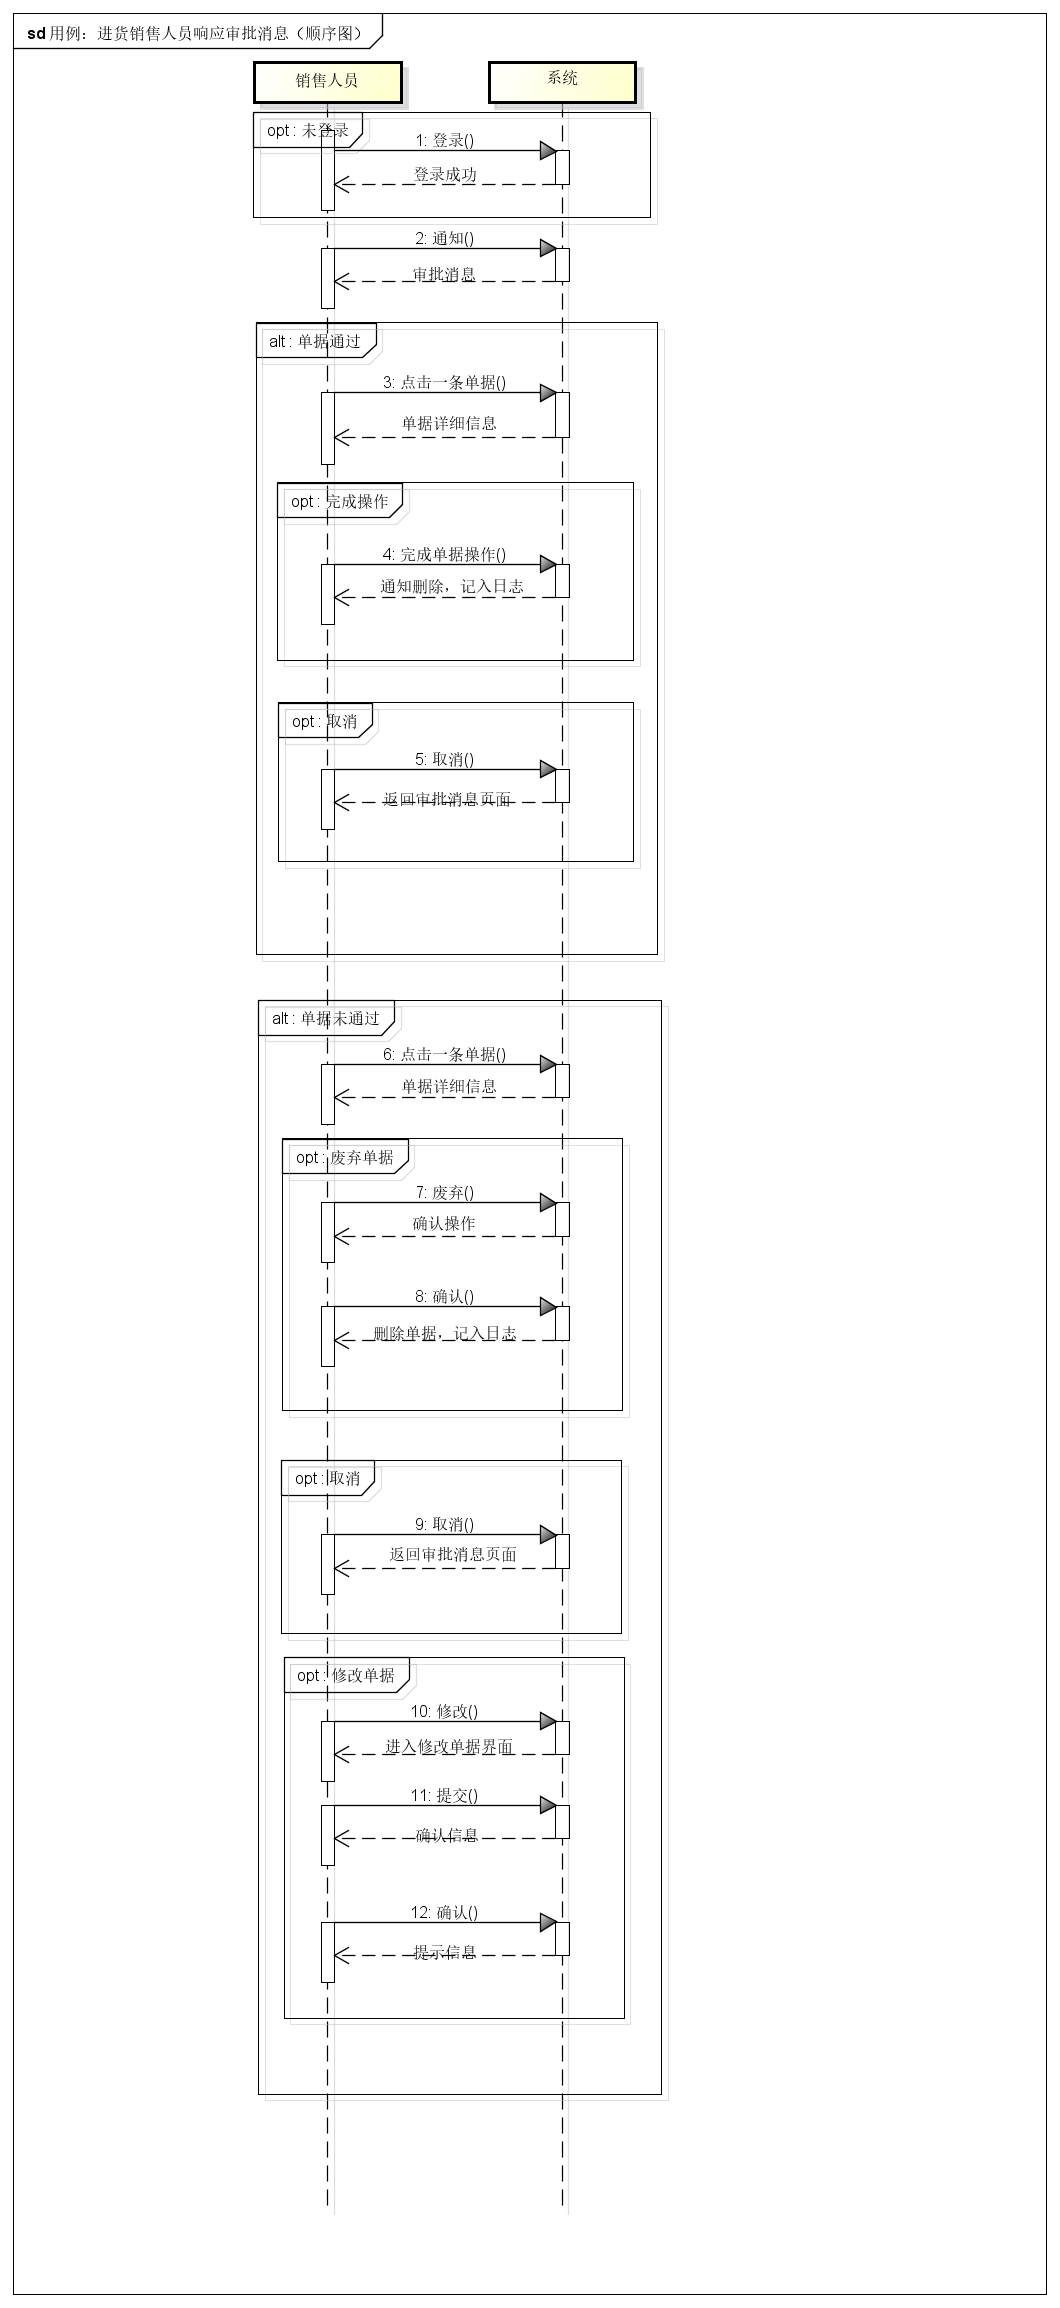 sd 用例：进货销售人员响应审批消息（顺序图）
销售人员
系统
opt : 未登录
1: 登录()
登录成功
2: 通知()
审批消息
alt : 单据通过
3: 点击一条单据()
单据详细信息
opt : 完成操作
4: 完成单据操作()
通知删除，记入日志
opt : 取消
5: 取消()
返回审批消息页面
alt : 单据未通过
6: 点击一条单据()
单据详细信息
opt : 废弃单据
7: 废弃()
确认操作
8: 确认()
删除单据，记入日志
opt : 取消
9: 取消()
返回审批消息页面
opt : 修改单据
10: 修改()
进入修改单据界面
11: 提交()
确认信息
12: 确认()
提示信息